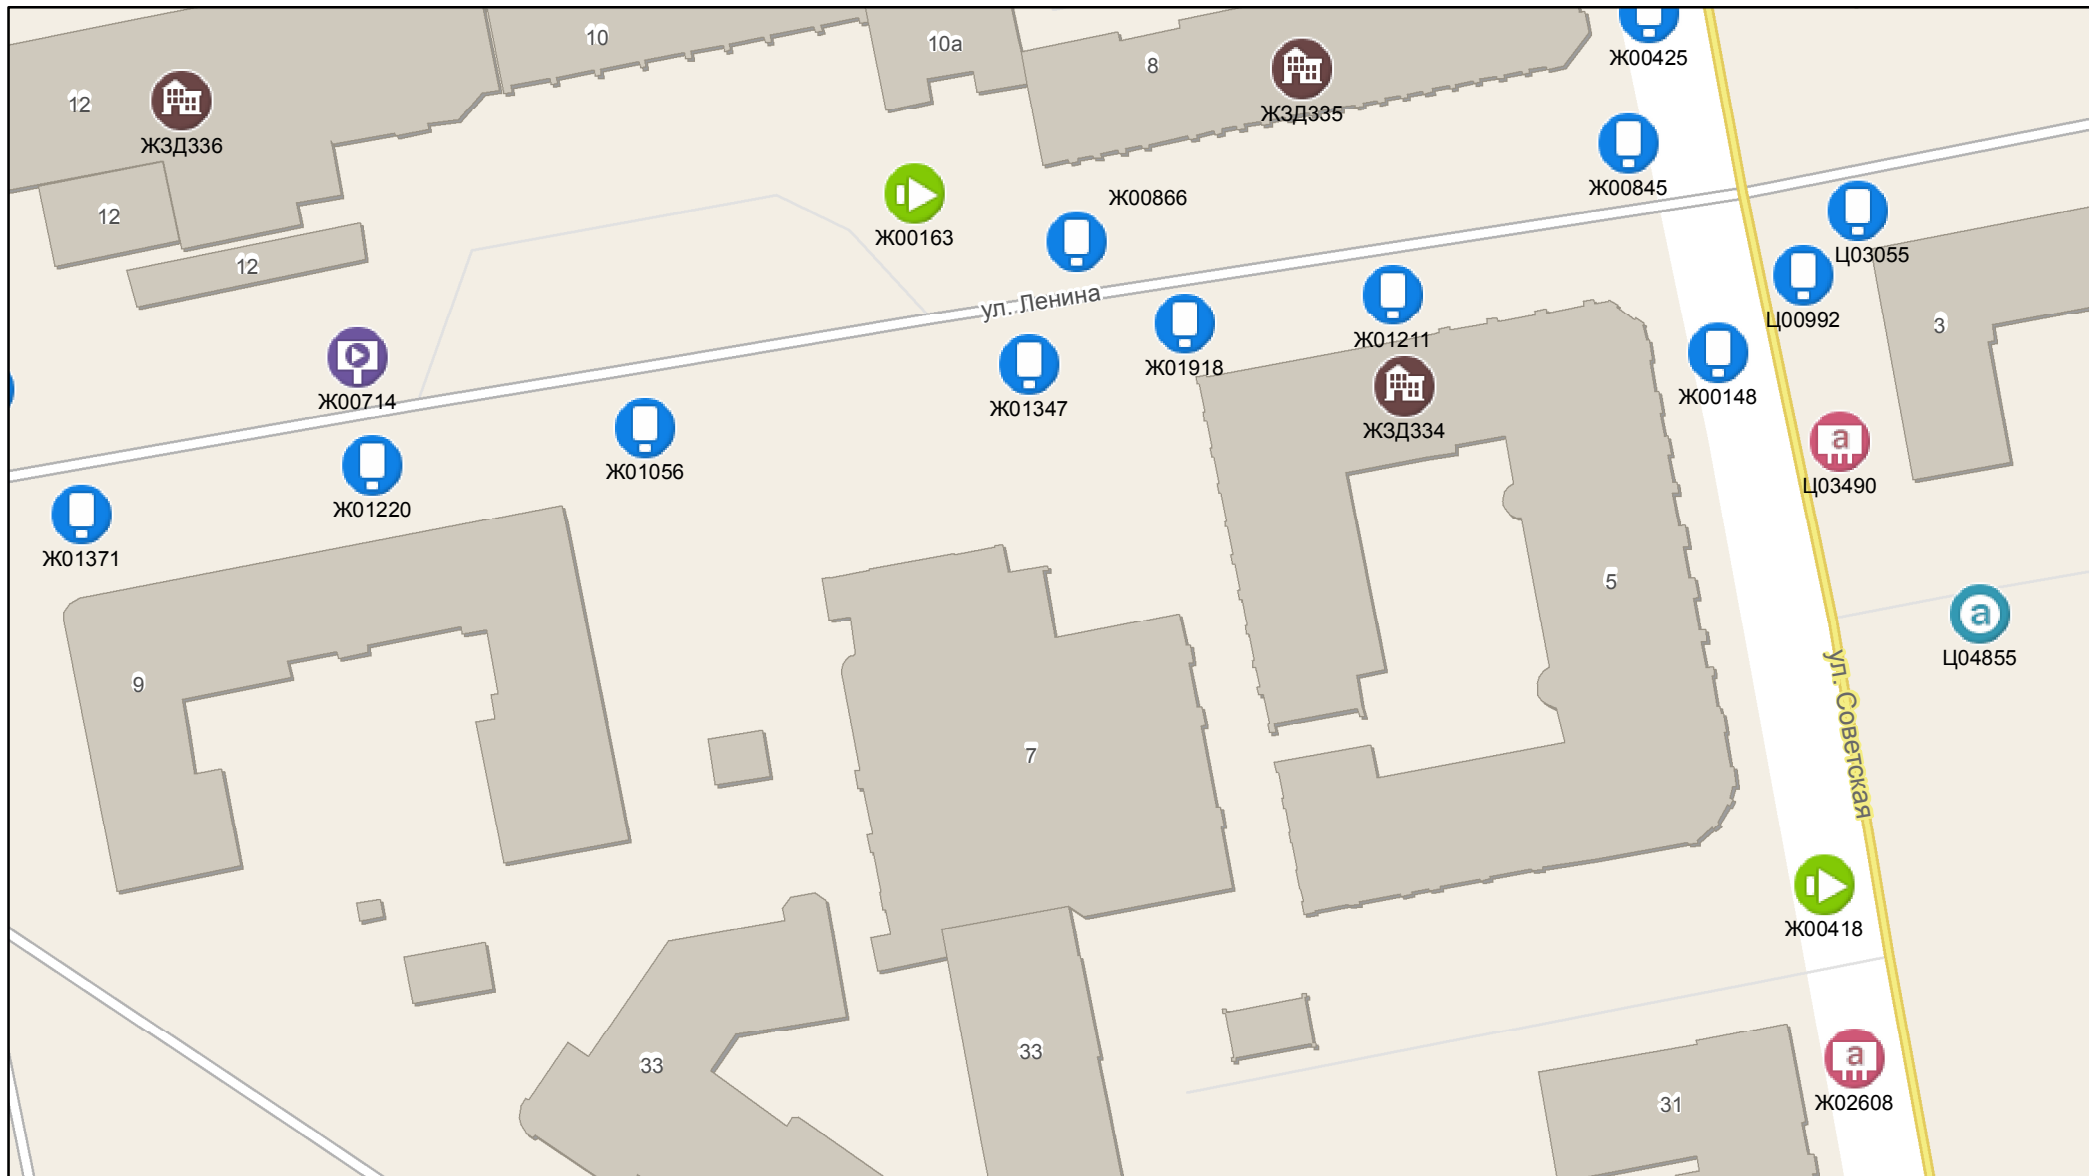 10
10а
8
Ж00425
12
ЖЗД336
ЖЗД335
Ж00845
12
Ж00866
Ж00163
12
Ц03055
ул. Ленина
Ц00992
3
Ж01211
Ж01918
Ж00714
Ж01347
Ж00148
ЖЗД334
Ж01056
а
Ц03490
Ж01220
Ж01371
5
а
Ц04855
9
7
ул. Советская
Ж00418
33
33
а
31
Ж02608